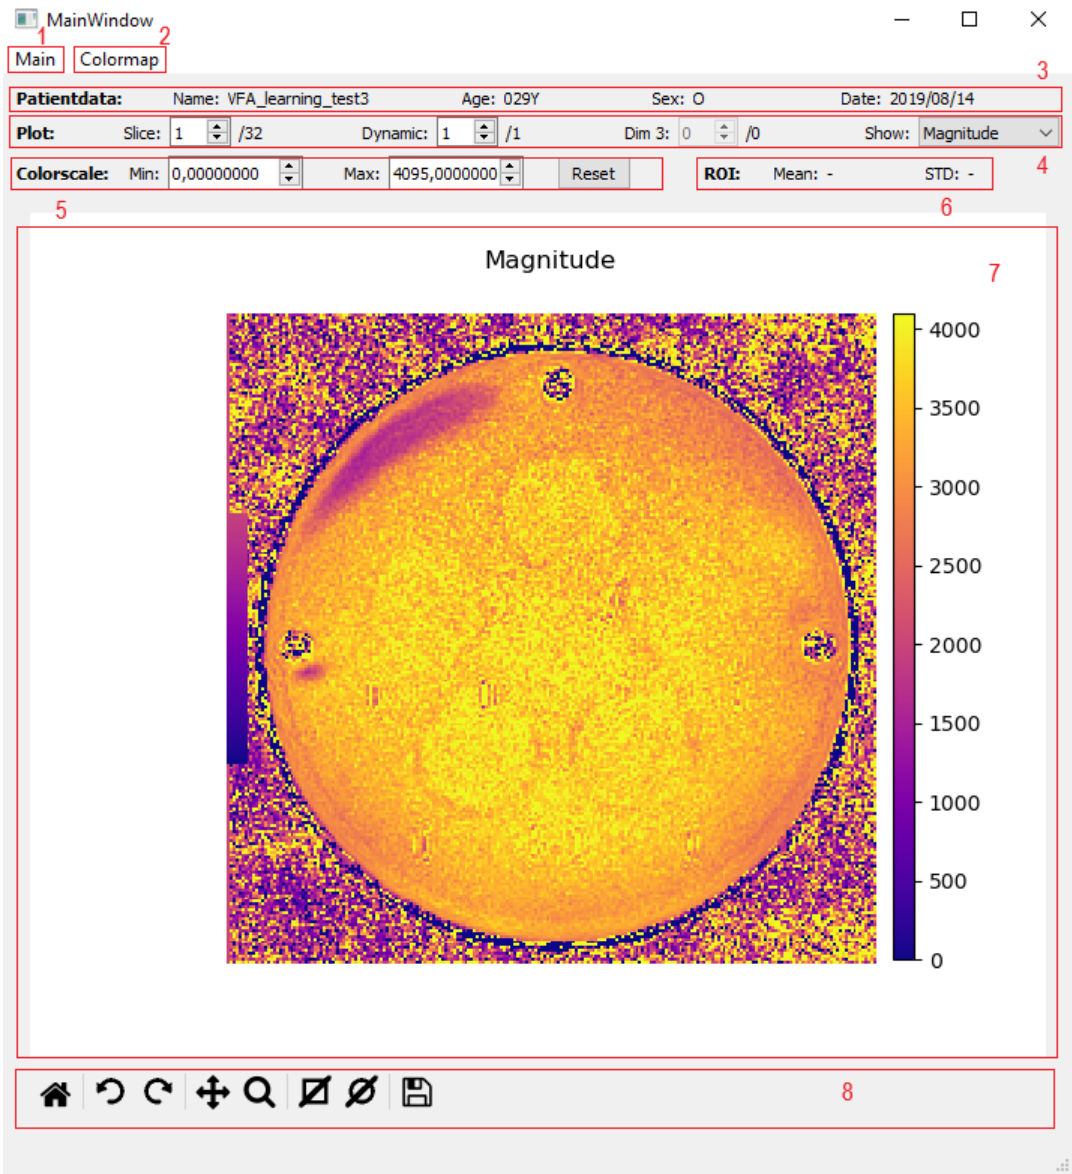 MainWindow
1 2
Main Colormap
3
Patientdata: Name: VFA_learning_test3 Age: 029Y Sex: O Date: 2019/08/14
Plot: Slice: 1 /32 Dynamic: 1 /1 Dim 3: 0 /0 Show: Magnitude
Colorscale: Min: 0,00000000 Max: 4095,0000000 Reset ROI: Mean: - STD: -
4
5 6
Magnitude
7
4000
3500
3000
2500
2000
1500
1000
500
0
8